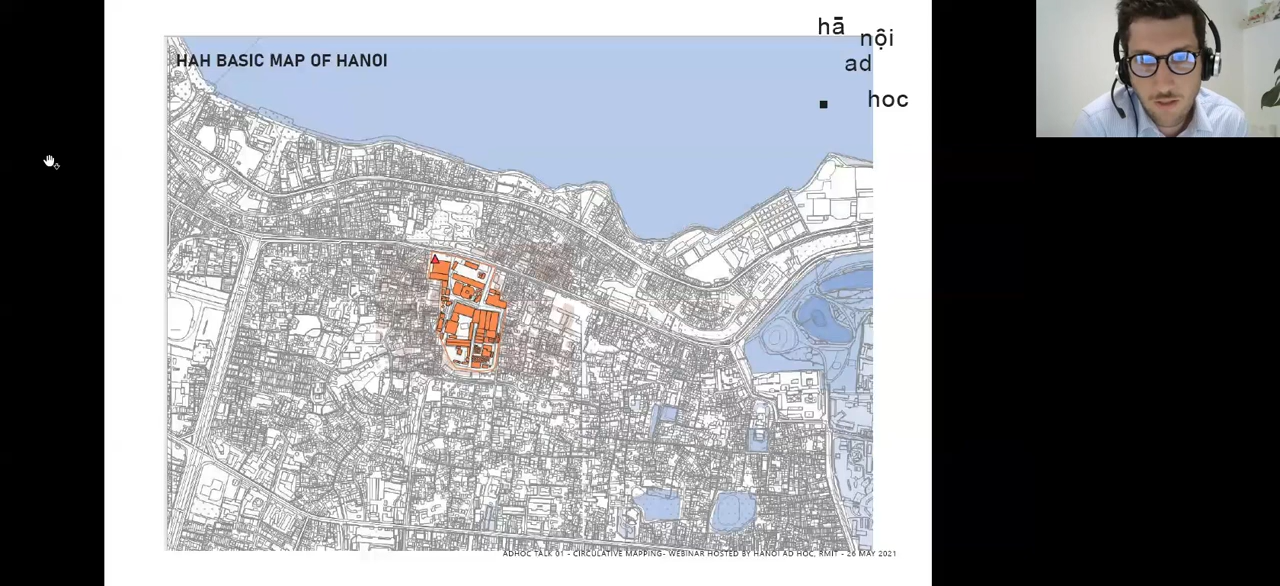 HAH BASIC MAP OF HANOI
hā
nội
ad
hoc
ADHOC TALK 01 - CIRCULATIVE MAPPING- WEBINAR HOSTED BY HANOI AD HOC, RMIT - 26 MAY 2021